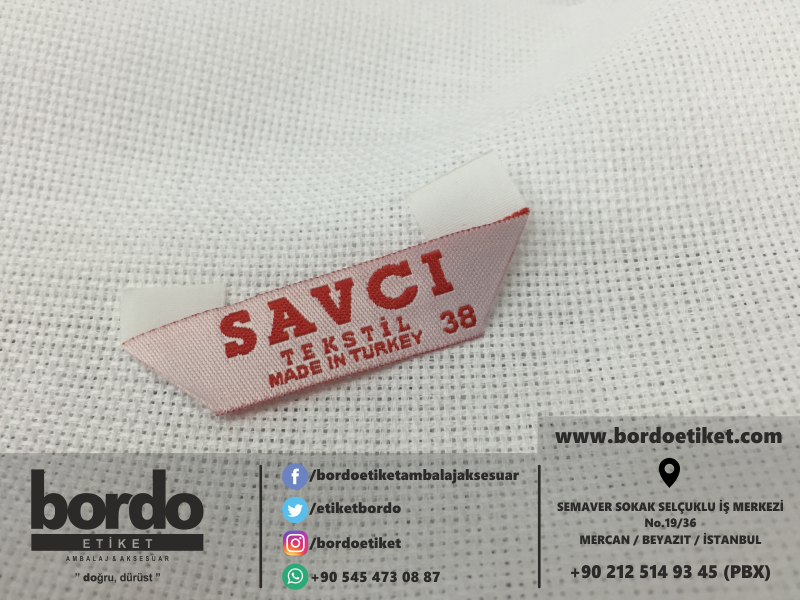 SAVCI
TEKSTİL 38
MADE IN TURKEY
www.bordoetiket.com
bordo
ETİKET
AMBALAJ & AKSESUAR
" doğru, dürüst "
/bordoetiketambalajaksesuar
/etiketbordo
/bordoetiket
+90 545 473 08 87
SEMAVER SOKAK SELÇUKLU İŞ MERKEZİ
No.19/36
MERCAN / BEYAZIT / İSTANBUL
+90 212 514 93 45 (PBX)